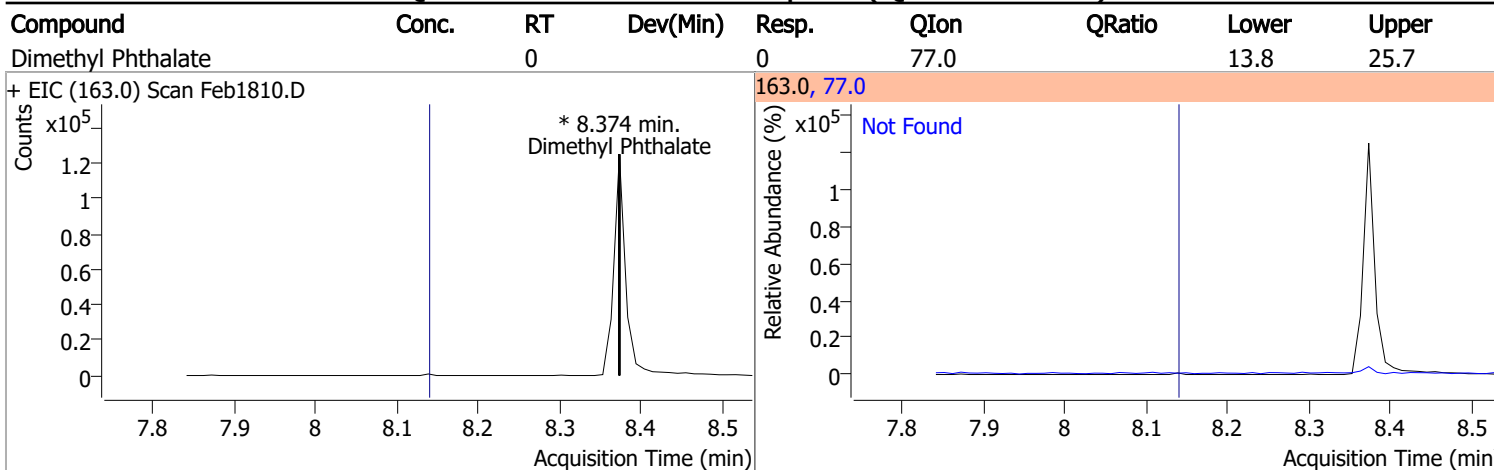 Compound Conc. RT Dev(Min) Resp. QIon QRatio Lower Upper
Dimethyl Phthalate 0 0 77.0 13.8 25.7
+ EIC (163.0) Scan Feb1810.D
Counts
x10⁵
* 8.374 min.
Dimethyl Phthalate
1.2
1
0.8
0.6
0.4
0.2
0
7.8 7.9 8 8.1 8.2 8.3 8.4 8.5
Acquisition Time (min)
163.0, 77.0
Relative Abundance (%)
x10⁵
Not Found
1
0.8
0.6
0.4
0.2
0
7.8 7.9 8 8.1 8.2 8.3 8.4 8.5
Acquisition Time (min